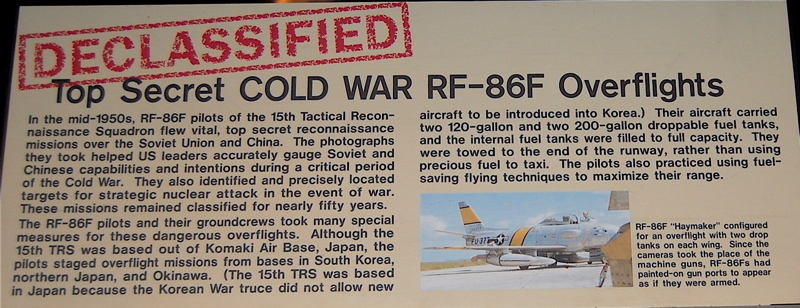 DECLASSIFIED
Top Secret COLD WAR RF-86F Overflights
In the mid-1950s, RF-86F pilots of the 15th Tactical Recon-
naissance Squadron flew vital, top secret reconnaissance
missions over the Soviet Union and China. The photographs
they took helped US leaders accurately gauge Soviet and
Chinese capabilities and intentions during a critical period
of the Cold War. They also identified and precisely located
targets for strategic nuclear attack in the event of war.
These missions remained classified for nearly fifty years.
The RF-86F pilots and their groundcrews took many special
measures for these dangerous overflights. Although the
15th TRS was based out of Komaki Air Base, Japan, the
pilots staged overflight missions from bases in South Korea,
northern Japan, and Okinawa. (The 15th TRS was based
in Japan because the Korean War truce did not allow new
aircraft to be introduced into Korea.) Their aircraft carried
two 120-gallon and two 200-gallon droppable fuel tanks,
and the internal fuel tanks were filled to full capacity. They
were towed to the end of the runway, rather than using
precious fuel to taxi. The pilots also practiced using fuel-
saving flying techniques to maximize their range.
RF-86F "Haymaker" configured
for an overflight with two drop
tanks on each wing. Since the
cameras took the place of the
machine guns, RF-86Fs had
painted-on gun ports to appear
as if they were armed.